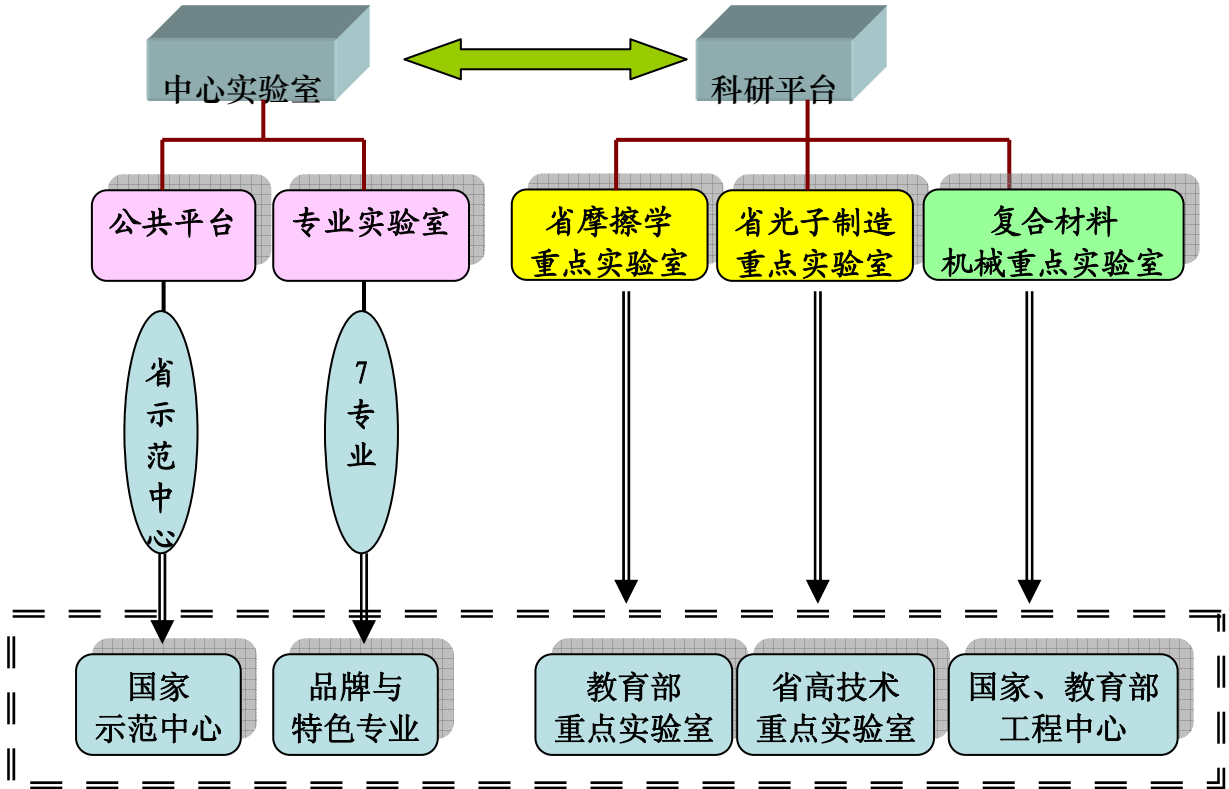 中心实验室
科研平台
公共平台
专业实验室
省摩擦学
重点实验室
省光子制造
重点实验室
复合材料
机械重点实验室
省示范中心
7专业
国家
示范中心
品牌与
特色专业
教育部
重点实验室
省高技术
重点实验室
国家、教育部
工程中心